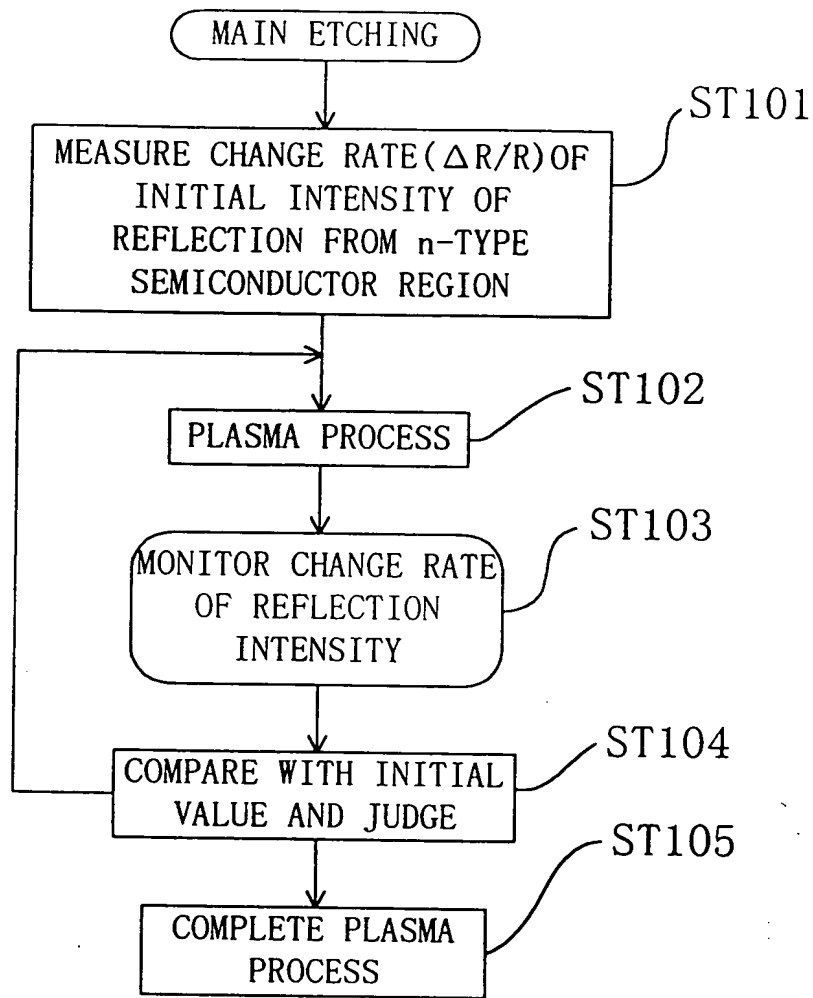 MAIN ETCHING
ST101
MEASURE CHANGE RATE(ΔR/R)OF
INITIAL INTENSITY OF
REFLECTION FROM n-TYPE
SEMICONDUCTOR REGION
ST102
PLASMA PROCESS
ST103
MONITOR CHANGE RATE
OF REFLECTION
INTENSITY
ST104
COMPARE WITH INITIAL
VALUE AND JUDGE
ST105
COMPLETE PLASMA
PROCESS